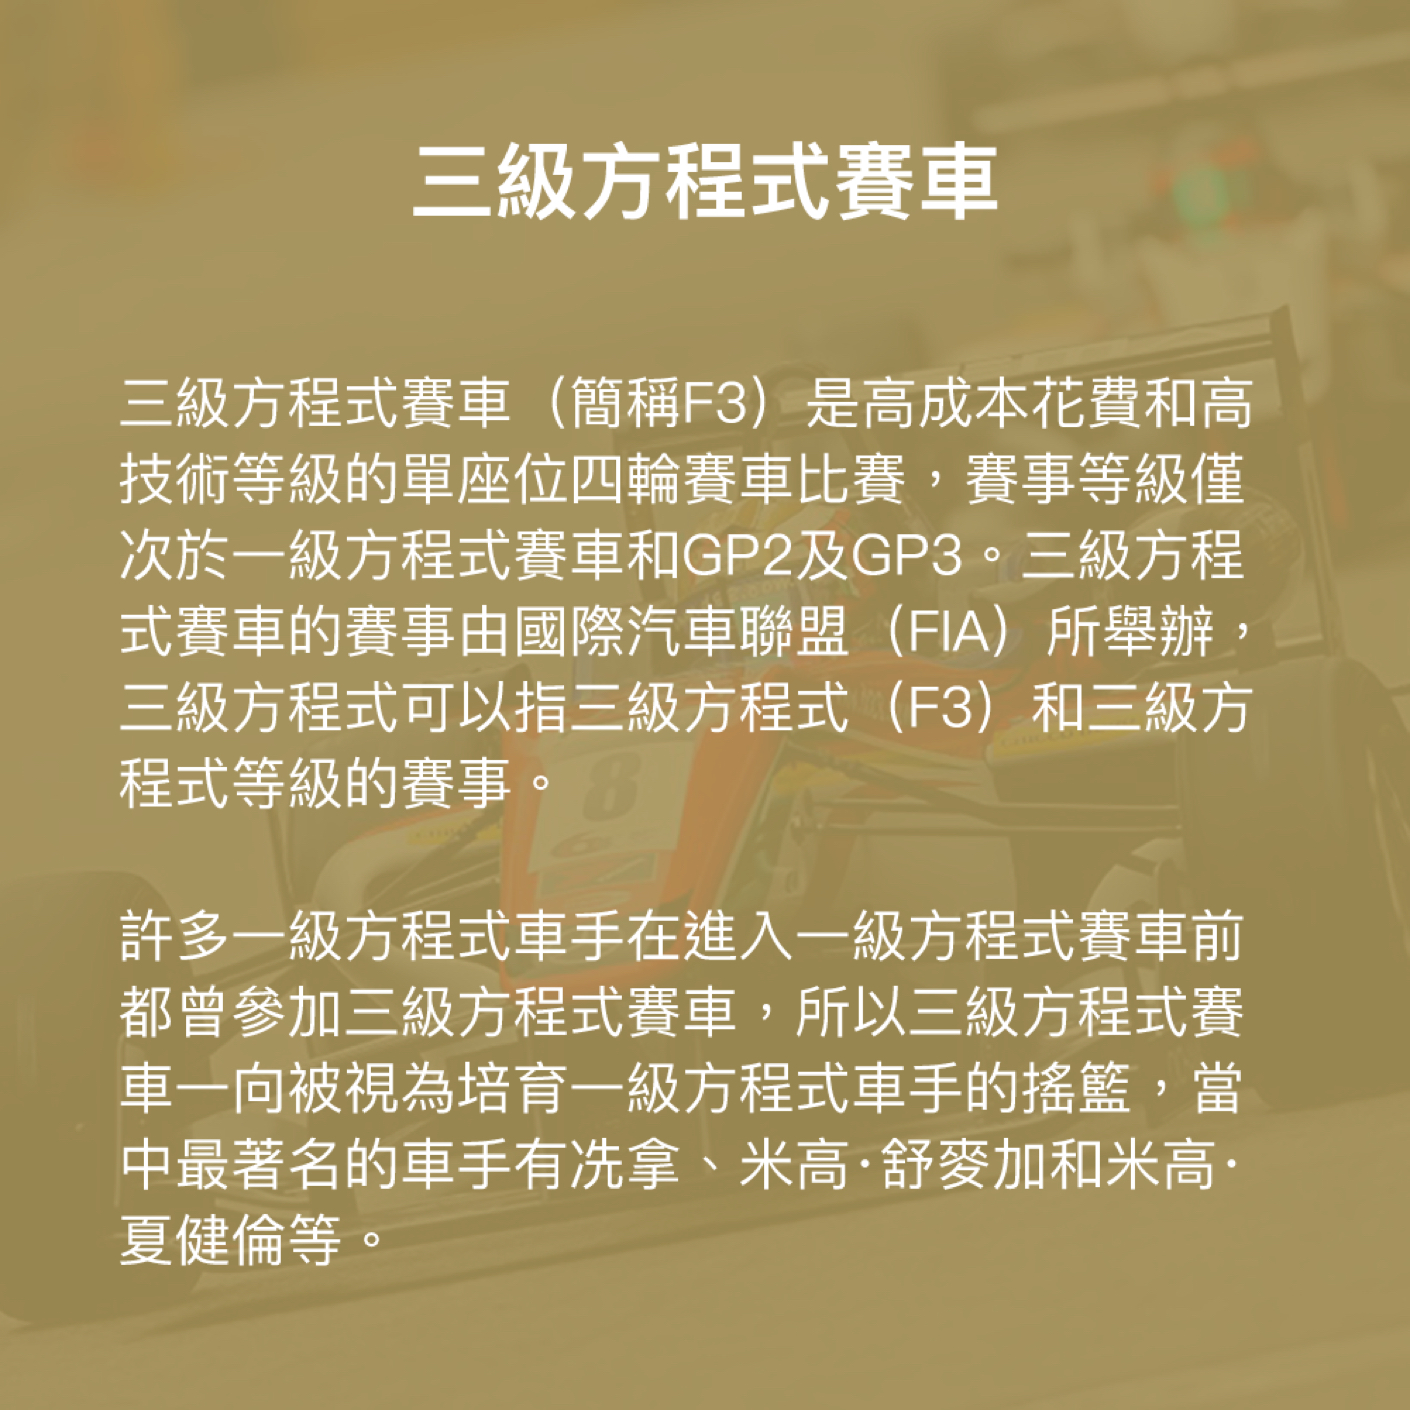 三級方程式賽車
三級方程式賽車（簡稱F3）是高成本花費和高
技術等級的單座位四輪賽車比賽，賽事等級僅
次於一級方程式賽車和GP2及GP3。三級方程
式賽車的賽事由國際汽車聯盟（FIA）所舉辦，
三級方程式可以指三級方程式（F3）和三級方
程式等級的賽事。
許多一級方程式車手在進入一級方程式賽車前
都曾參加三級方程式賽車，所以三級方程式賽
車一向被視為培育一級方程式車手的搖籃，當
中最著名的車手有冼拿、米高·舒麥加和米高·
夏健倫等。
8